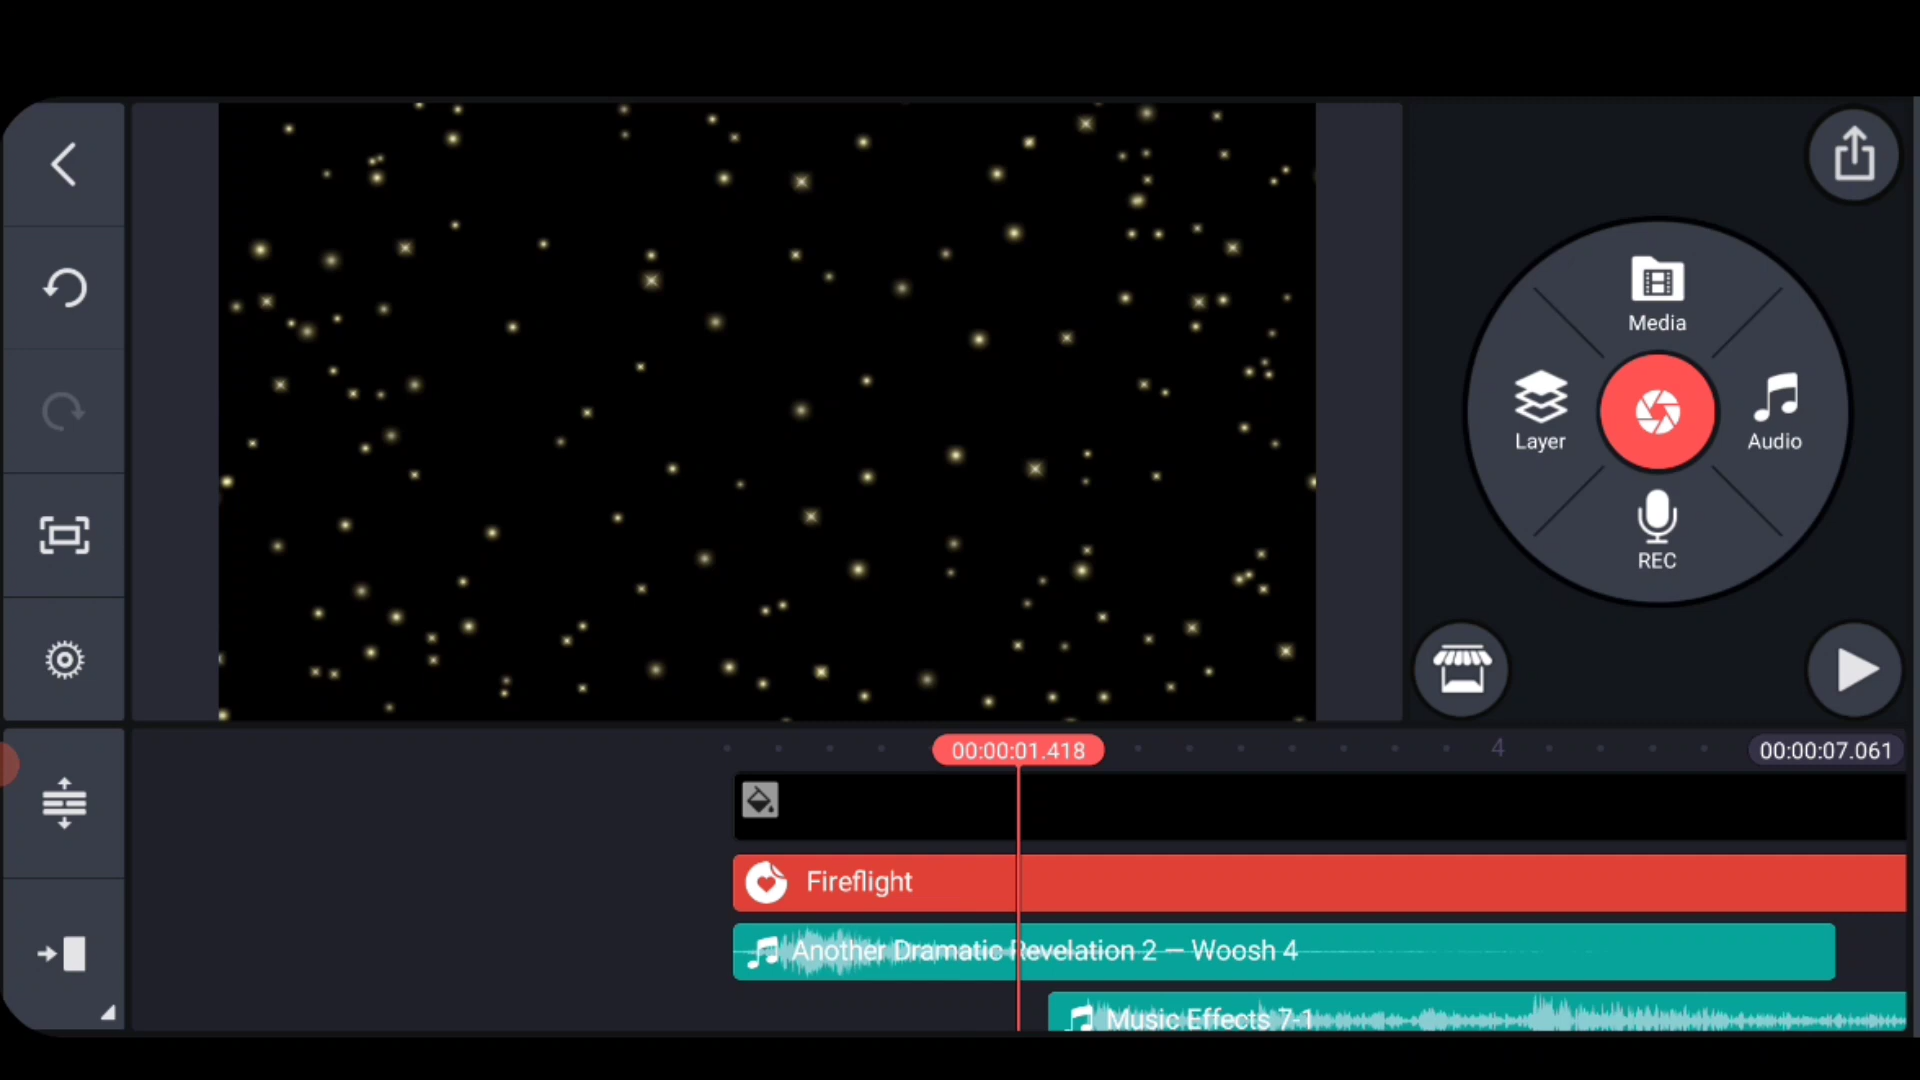 Media
Layer
Audio
REC
00:00:01.418
4
00:00:07.061
Fireflight
Another Dramatic Revelation 2 — Woosh 4
Music Effects 7-1